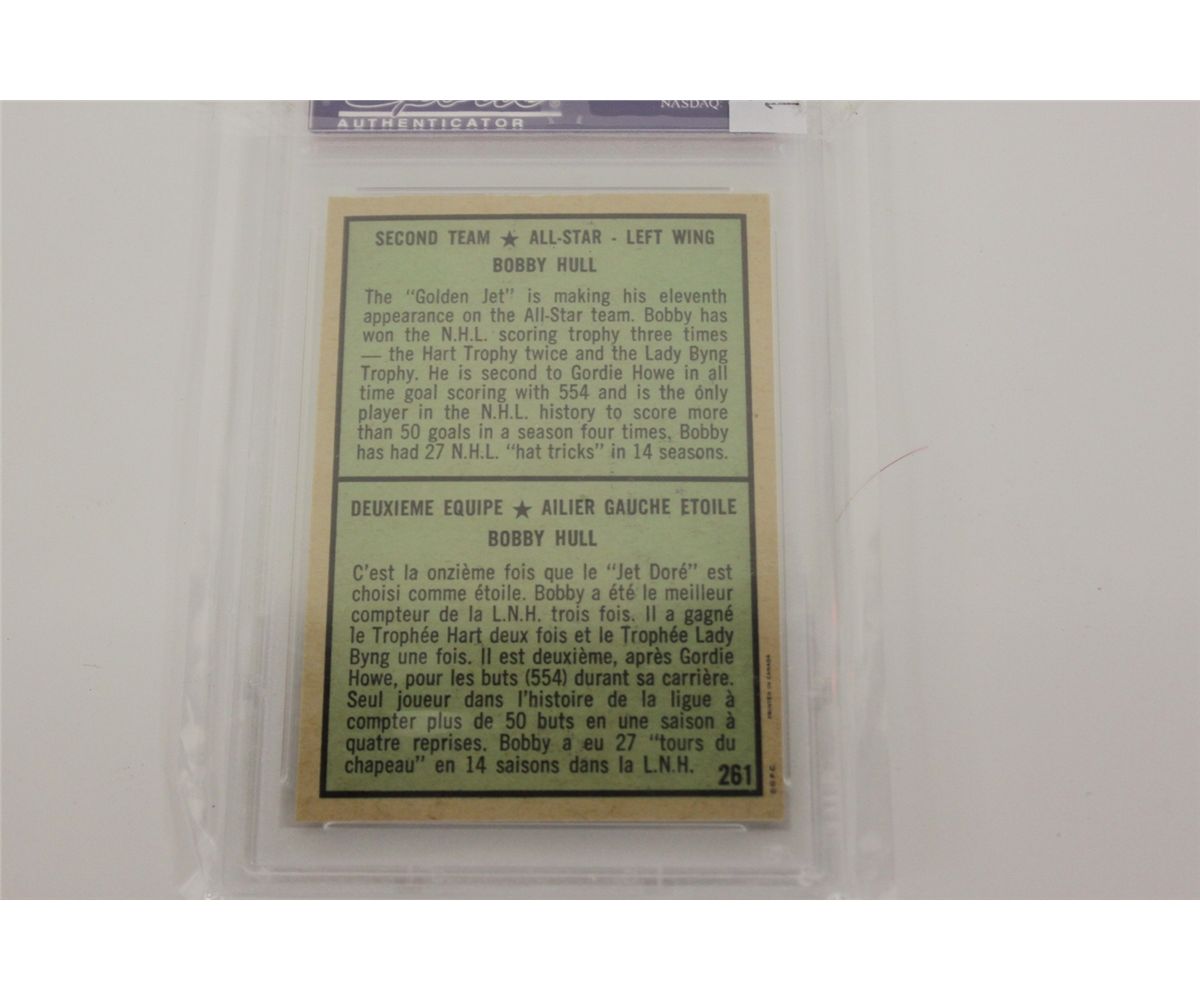 AUTHENTICATOR
NASDAQ
SECOND TEAM ★ ALL-STAR - LEFT WING
BOBBY HULL
The "Golden Jet" is making his eleventh
appearance on the All-Star team. Bobby has
won the N.H.L. scoring trophy three times
— the Hart Trophy twice and the Lady Byng
Trophy. He is second to Gordie Howe in all
time goal scoring with 554 and is the only
player in the N.H.L. history to score more
than 50 goals in a season four times. Bobby
has had 27 N.H.L. "hat tricks" in 14 seasons.
DEUXIEME EQUIPE ★ AILIER GAUCHE ETOILE
BOBBY HULL
C'est la onzième fois que le "Jet Doré" est
choisi comme étoile. Bobby a été le meilleur
compteur de la L.N.H. trois fois. Il a gagné
le Trophée Hart deux fois et le Trophée Lady
Byng une fois. Il est deuxième, après Gordie
Howe, pour les buts (554) durant sa carrière.
Seul joueur dans l'histoire de la ligue à
compter plus de 50 buts en une saison à
quatre reprises. Bobby a eu 27 "tours du
chapeau" en 14 saisons dans la L.N.H.
261
© O.P.C. PRINTED IN CANADA